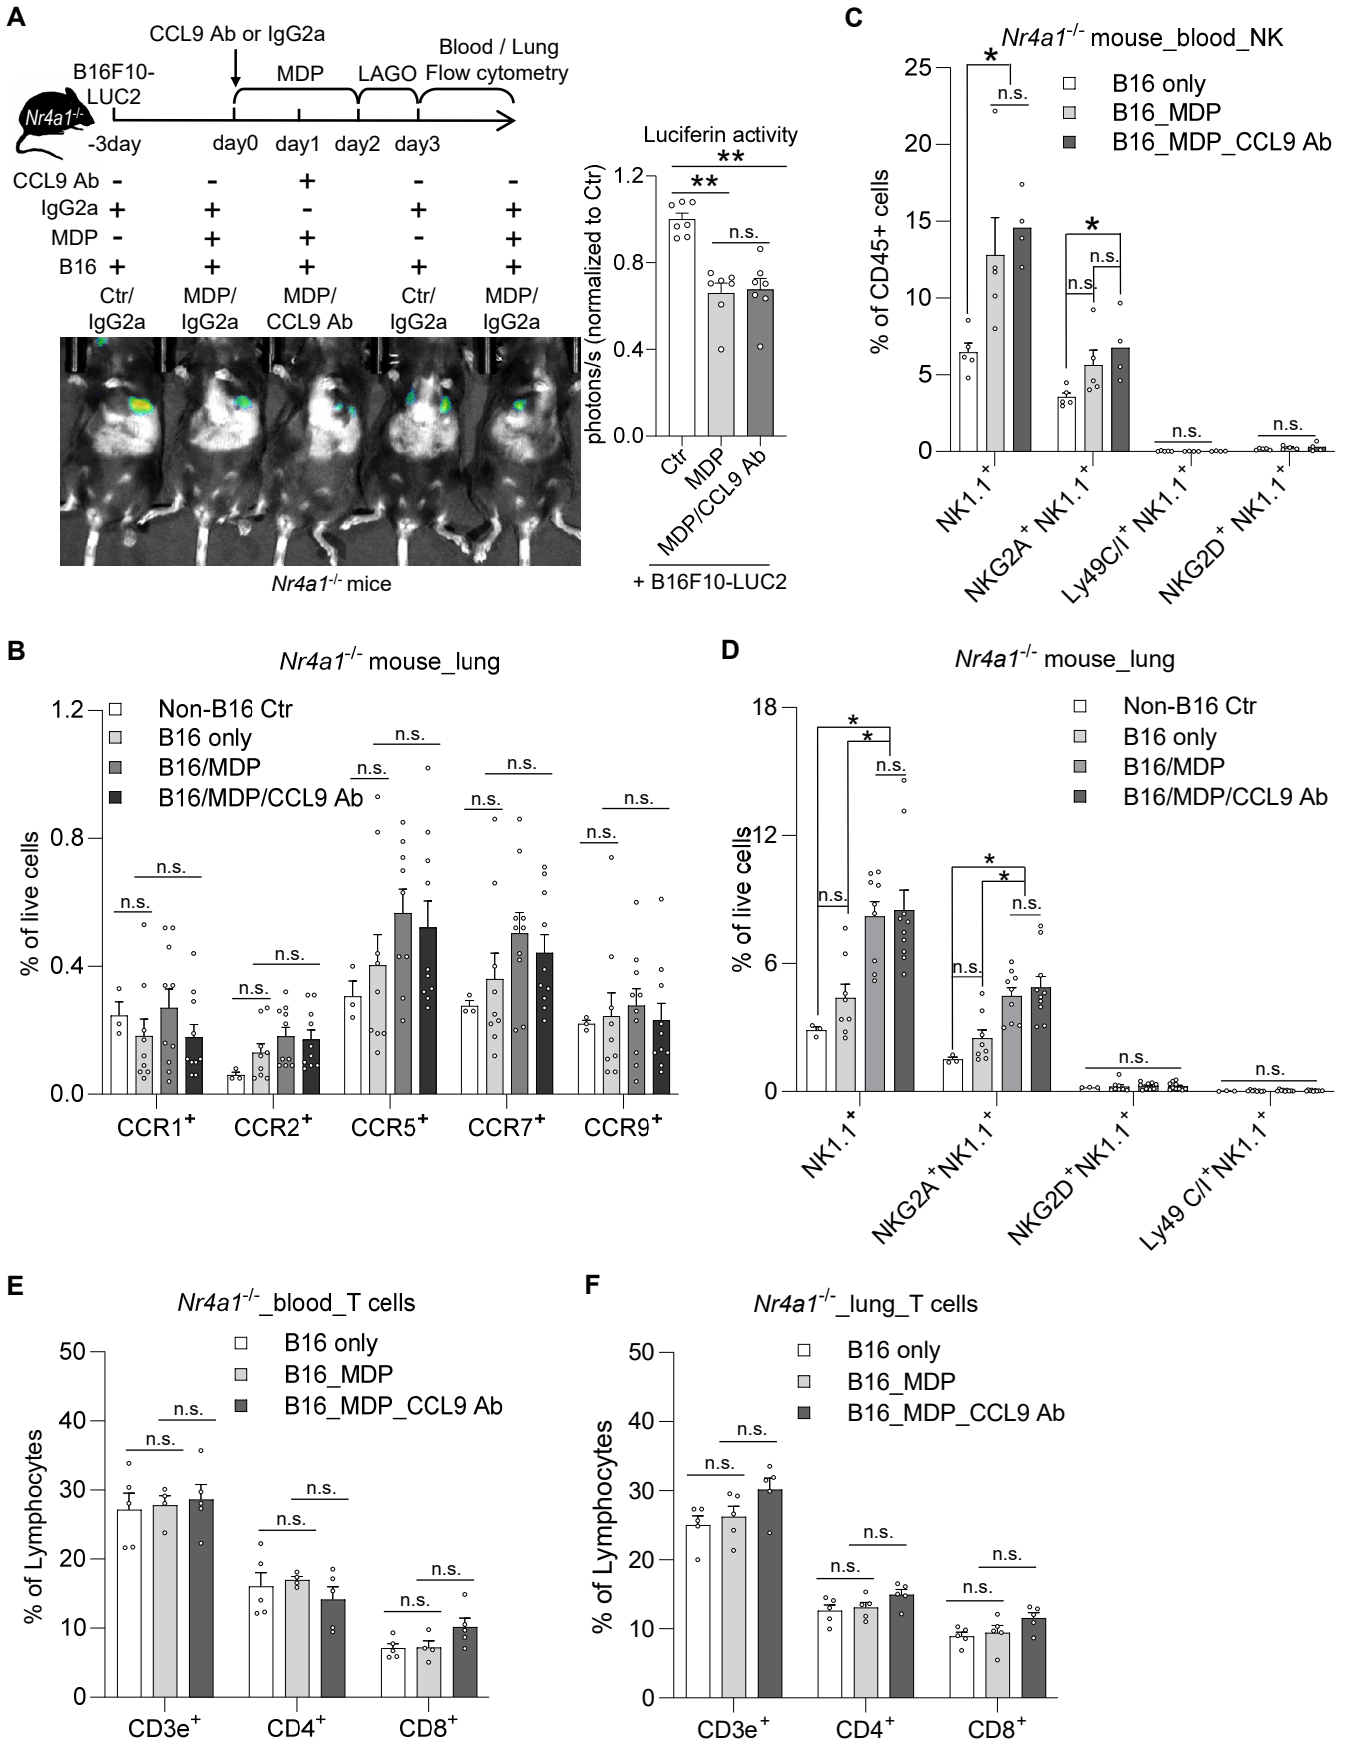 A
CCL9 Ab or IgG2a
Blood / Lung
Flow cytometry
B16F10-
LUC2
MDP
LAGO
Nr4a1-/-
-3day
day0
day1
day2
day3
CCL9 Ab - - + - -
IgG2a + + - + +
MDP - + + - +
B16 + + + + +
Ctr/
IgG2a
MDP/
IgG2a
MDP/
CCL9 Ab
Ctr/
IgG2a
MDP/
IgG2a
Nr4a1-/- mice
Luciferin activity
photons/s (normalized to Ctr)
1.2
0.8
0.4
0.0
**
**
n.s.
Ctr
MDP
MDP/CCL9 Ab
+ B16F10-LUC2
C
Nr4a1-/- mouse_blood_NK
B16 only
B16_MDP
B16_MDP_CCL9 Ab
% of CD45+ cells
25
20
15
10
5
0
*
n.s.
*
n.s.
n.s.
n.s.
n.s.
NK1.1+
NKG2A+ NK1.1+
Ly49C/I+ NK1.1+
NKG2D+ NK1.1+
B
Nr4a1-/- mouse_lung
Non-B16 Ctr
B16 only
B16/MDP
B16/MDP/CCL9 Ab
% of live cells
1.2
0.8
0.4
0.0
n.s.
n.s.
n.s.
n.s.
n.s.
n.s.
n.s.
n.s.
n.s.
n.s.
CCR1+
CCR2+
CCR5+
CCR7+
CCR9+
D
Nr4a1-/- mouse_lung
Non-B16 Ctr
B16 only
B16/MDP
B16/MDP/CCL9 Ab
% of live cells
18
12
6
0
*
*
n.s.
n.s.
*
*
n.s.
n.s.
n.s.
n.s.
NK1.1+
NKG2A+NK1.1+
NKG2D+NK1.1+
Ly49 C/I+NK1.1+
E
Nr4a1-/-_blood_T cells
B16 only
B16_MDP
B16_MDP_CCL9 Ab
% of Lymphocytes
50
40
30
20
10
0
n.s.
n.s.
n.s.
n.s.
n.s.
n.s.
CD3e+
CD4+
CD8+
F
Nr4a1-/-_lung_T cells
B16 only
B16_MDP
B16_MDP_CCL9 Ab
% of Lymphocytes
50
40
30
20
10
0
n.s.
n.s.
n.s.
n.s.
n.s.
n.s.
CD3e+
CD4+
CD8+